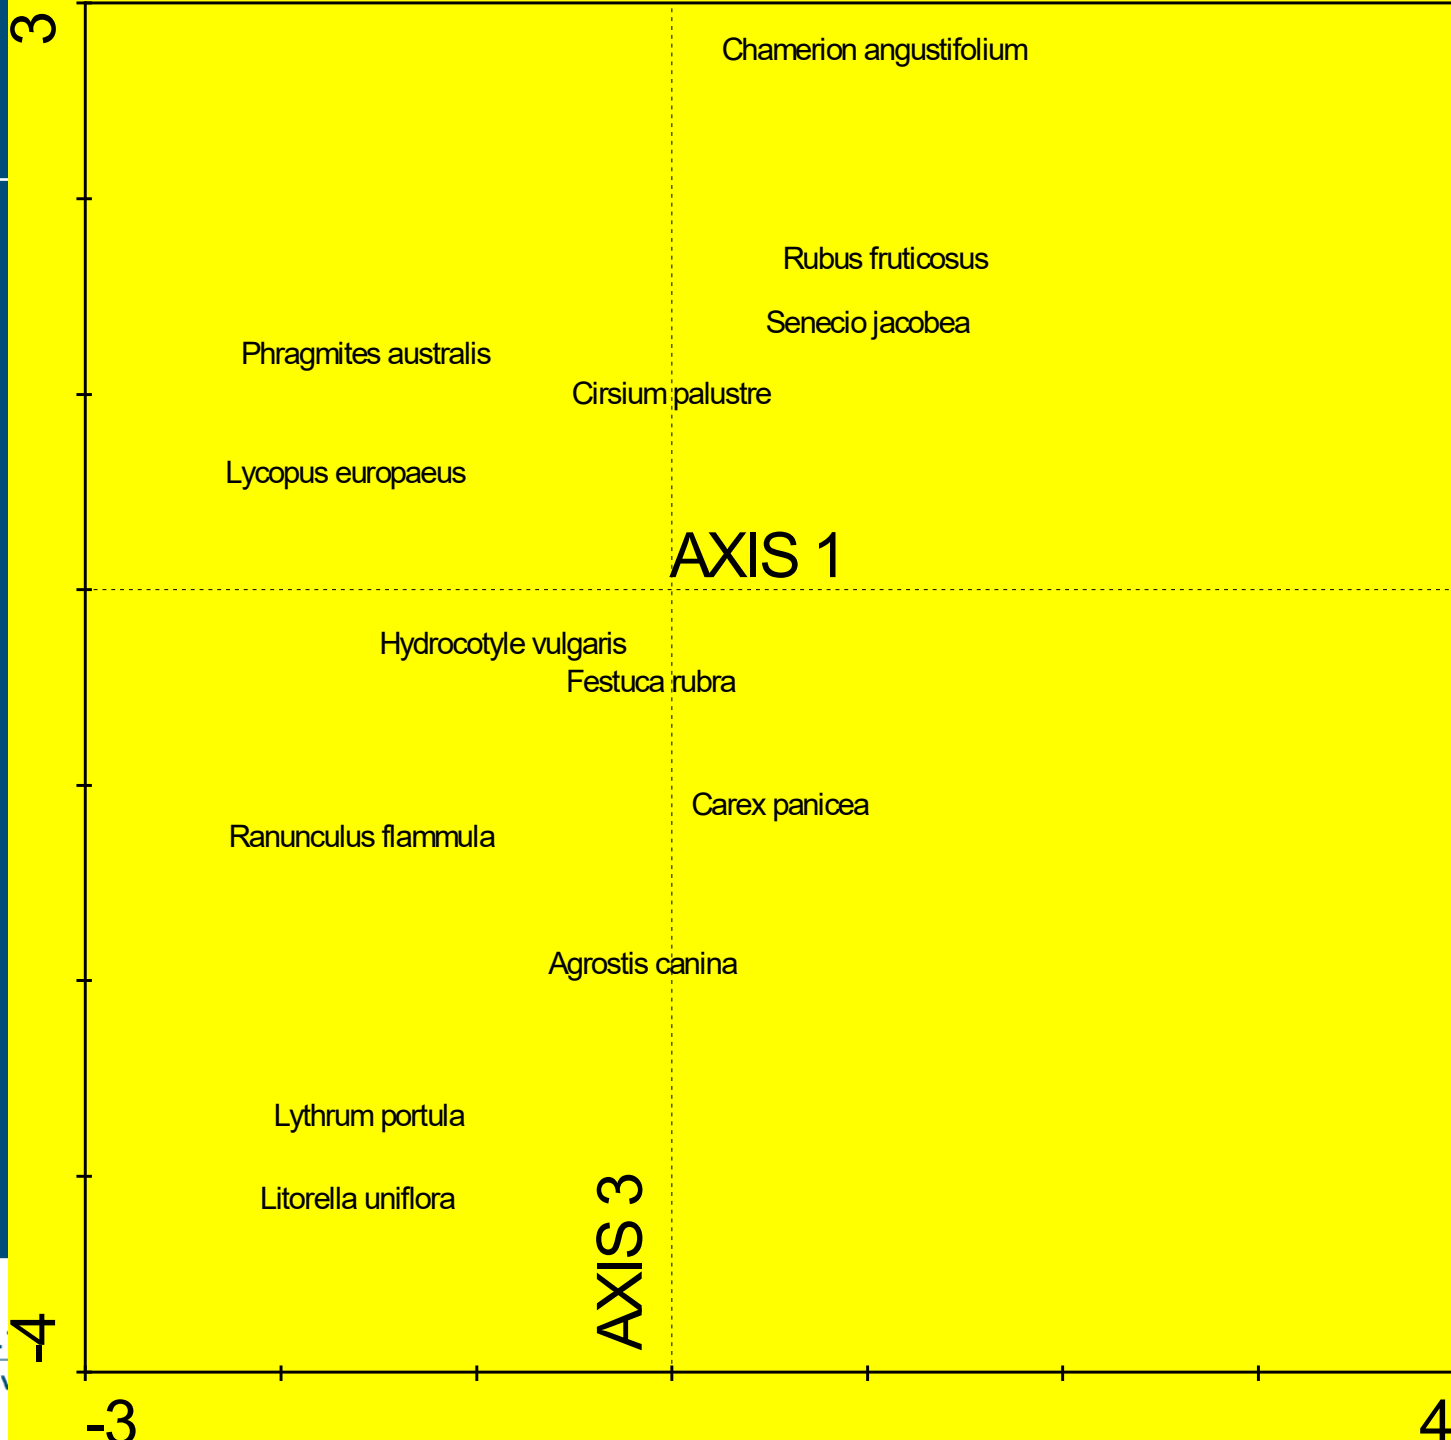 3
Chamerion angustifolium
Rubus fruticosus
Senecio jacobea
Phragmites australis
Cirsium palustre
Lycopus europaeus
AXIS 1
Hydrocotyle vulgaris
Festuca rubra
Carex panicea
Ranunculus flammula
Agrostis canina
Lythrum portula
Litorella uniflora
AXIS 3
-4
-3
4